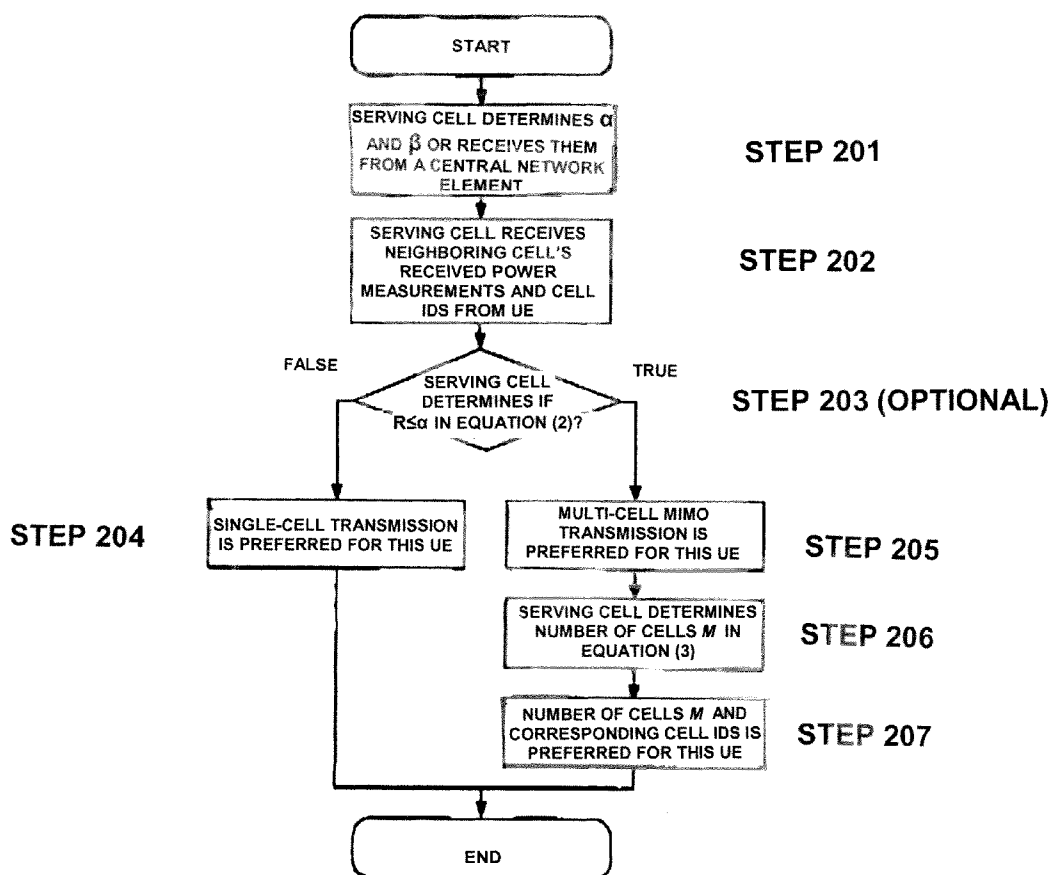 START
SERVING CELL DETERMINES α
AND β OR RECEIVES THEM
FROM A CENTRAL NETWORK
ELEMENT
STEP 201
SERVING CELL RECEIVES
NEIGHBORING CELL'S
RECEIVED POWER
MEASUREMENTS AND CELL
IDS FROM UE
STEP 202
FALSE
TRUE
SERVING CELL
DETERMINES IF
R≤α IN EQUATION (2)?
STEP 203 (OPTIONAL)
STEP 204
SINGLE-CELL TRANSMISSION
IS PREFERRED FOR THIS UE
MULTI-CELL MIMO
TRANSMISSION IS
PREFERRED FOR THIS UE
STEP 205
SERVING CELL DETERMINES
NUMBER OF CELLS M IN
EQUATION (3)
STEP 206
NUMBER OF CELLS M AND
CORRESPONDING CELL IDS IS
PREFERRED FOR THIS UE
STEP 207
END